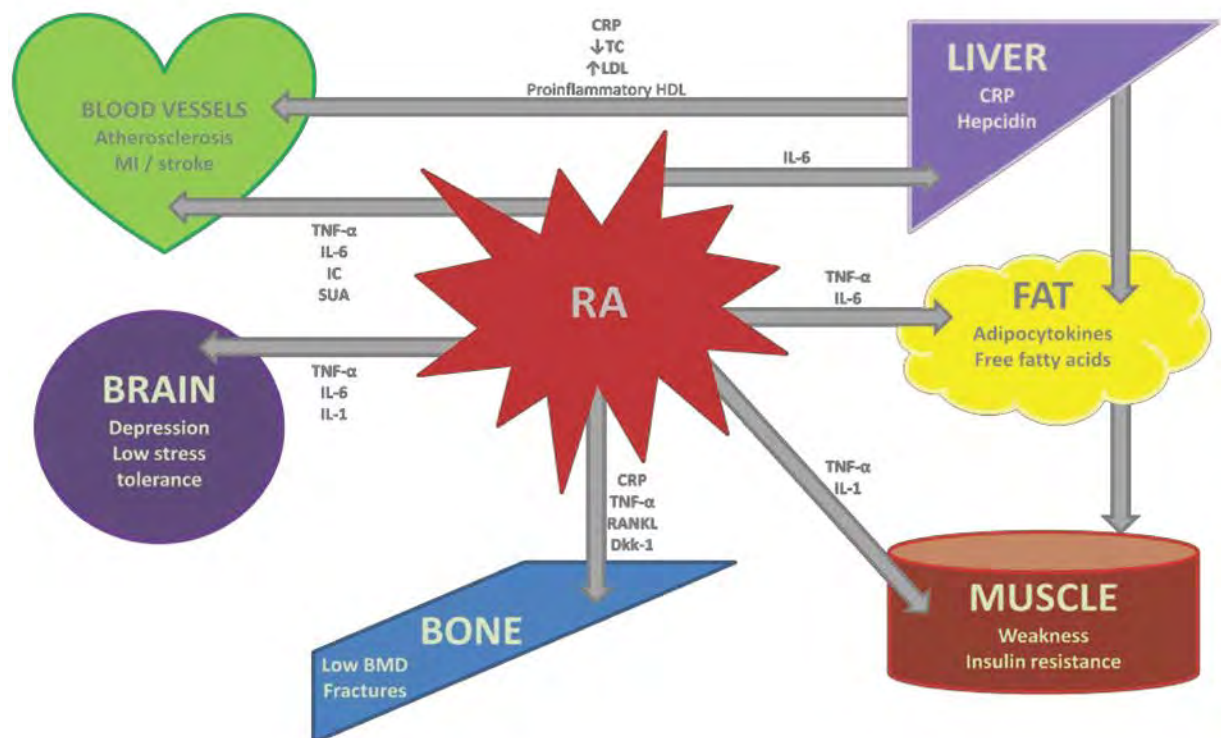 CRP
↓TC
↑LDL
Proinflammatory HDL
LIVER
CRP
Hepcidin
BLOOD VESSELS
Atherosclerosis
MI / stroke
IL-6
TNF-α
IL-6
IC
SUA
RA
TNF-α
IL-6
FAT
Adipocytokines
Free fatty acids
BRAIN
Depression
Low stress
tolerance
TNF-α
IL-6
IL-1
CRP
TNF-α
RANKL
Dkk-1
TNF-α
IL-1
BONE
Low BMD
Fractures
MUSCLE
Weakness
Insulin resistance